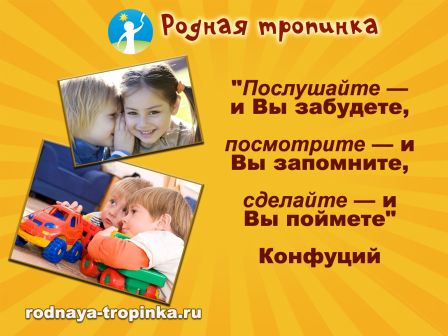 Родная тропинка
"Послушайте —
и Вы забудете,
посмотрите — и
Вы запомните,
сделайте — и
Вы поймете"
Конфуций
rodnaya-tropinka.ru